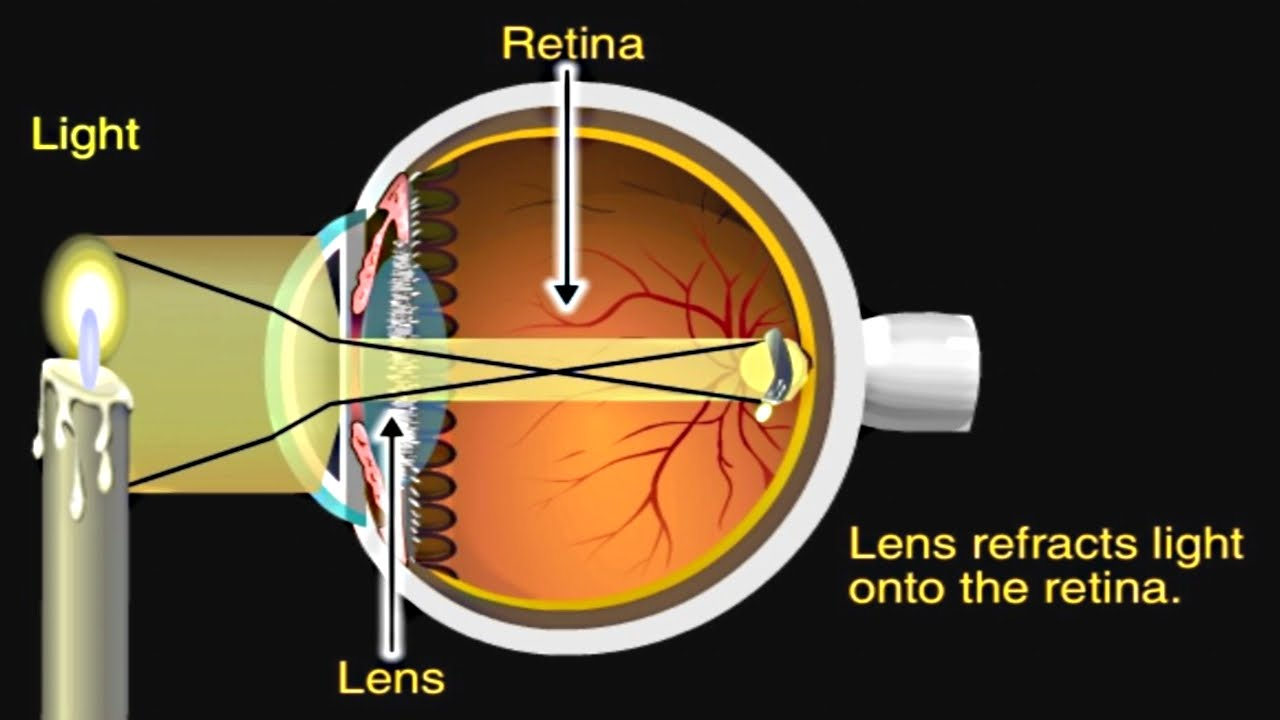 Retina
Light
Lens refracts light
onto the retina.
Lens